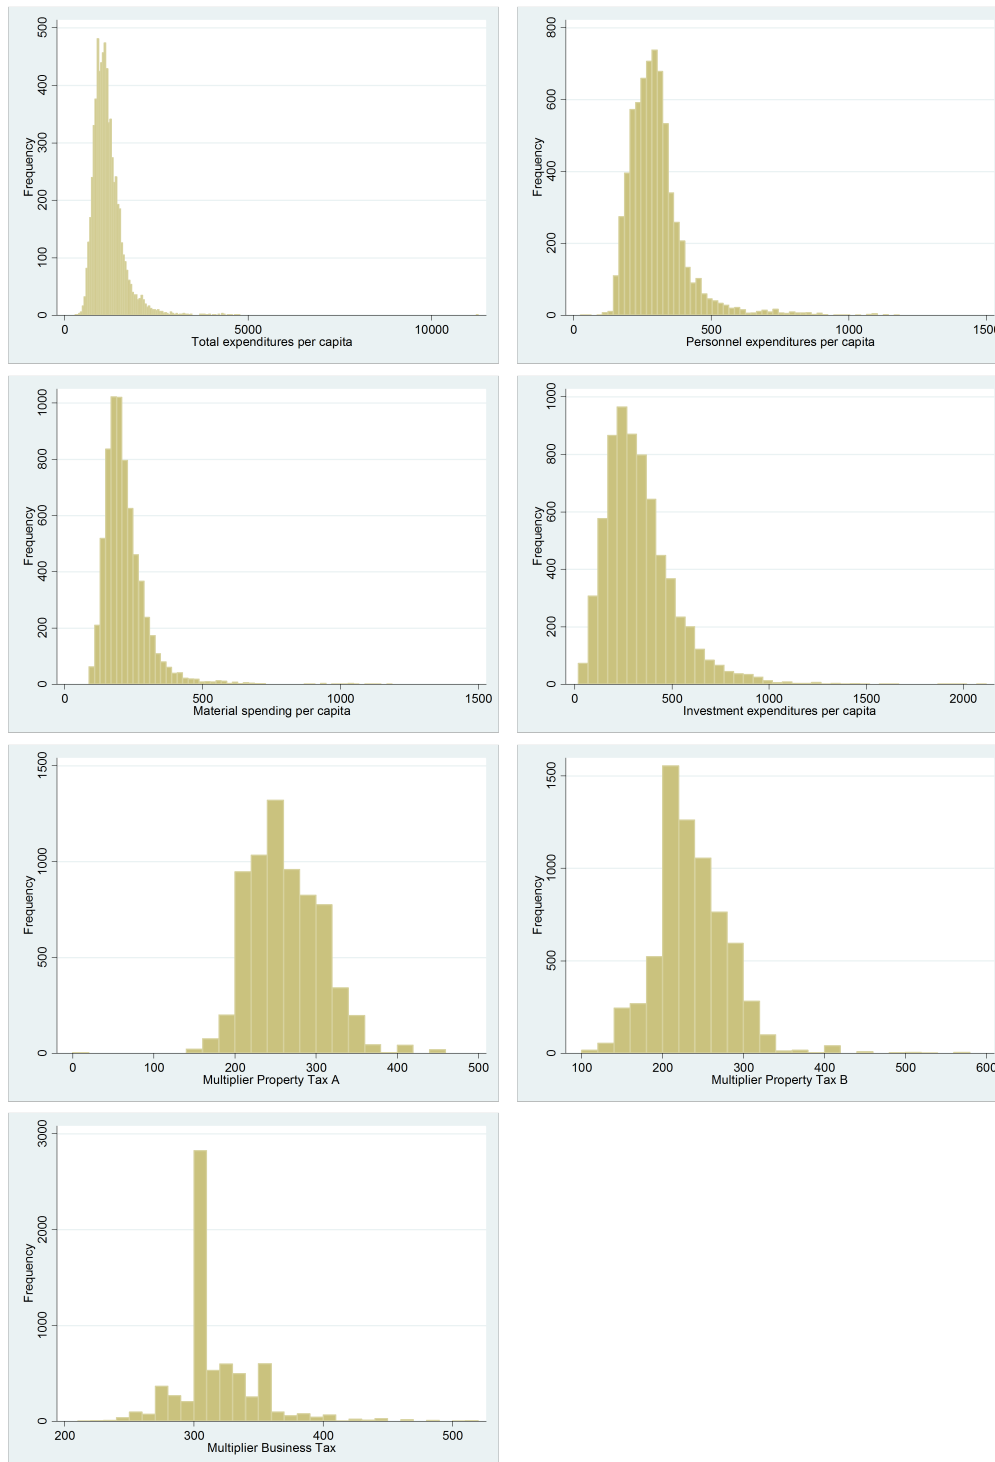 500
400
300
200
100
0
Frequency
0 5000 10000
Total expenditures per capita
800
600
400
200
0
Frequency
0 500 1000 150
Personnel expenditures per capita
1000
800
600
400
200
0
Frequency
0 500 1000 1500
Material spending per capita
1000
800
600
400
200
0
Frequency
0 500 1000 1500 2000
Investment expenditures per capita
1500
1000
500
0
Frequency
0 100 200 300 400 500
Multiplier Property Tax A
1500
1000
500
0
Frequency
100 200 300 400 500 600
Multiplier Property Tax B
3000
2000
1000
0
Frequency
200 300 400 500
Multiplier Business Tax